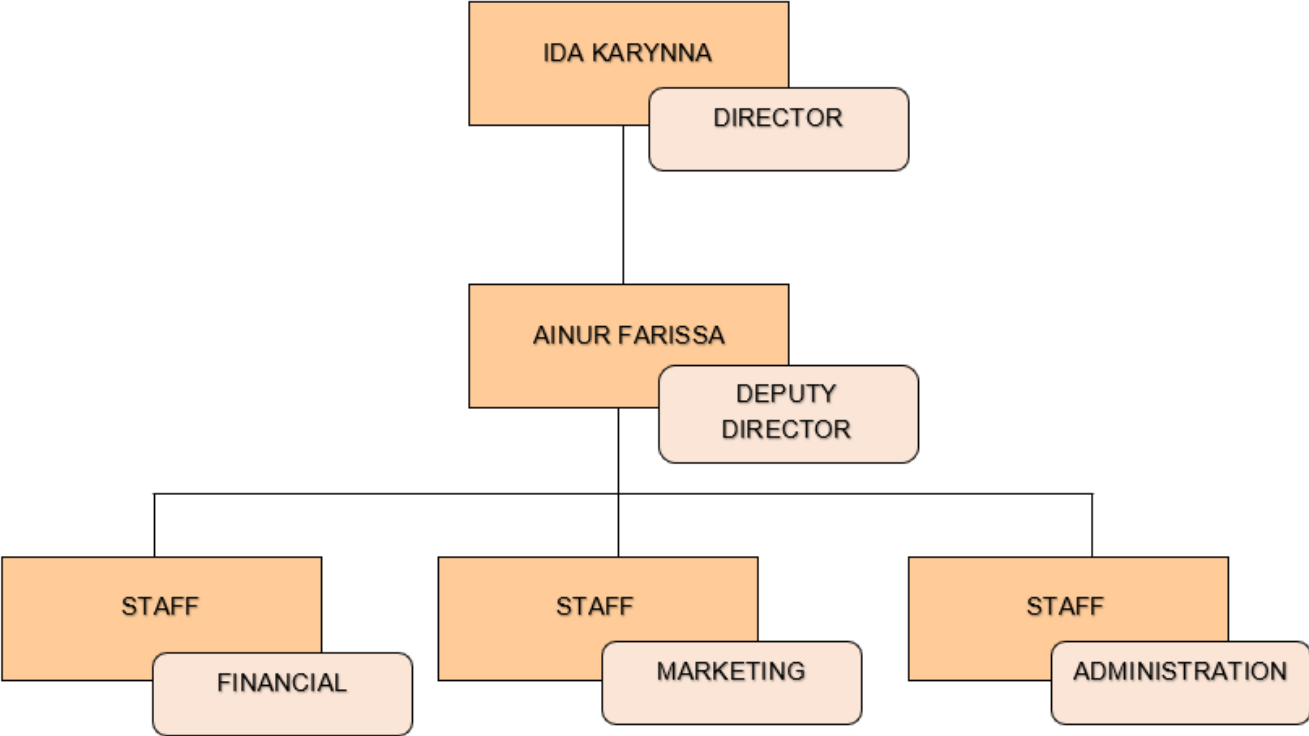 IDA KARYNNA
DIRECTOR
AINUR FARISSA
DEPUTY
DIRECTOR
STAFF
FINANCIAL
STAFF
MARKETING
STAFF
ADMINISTRATION